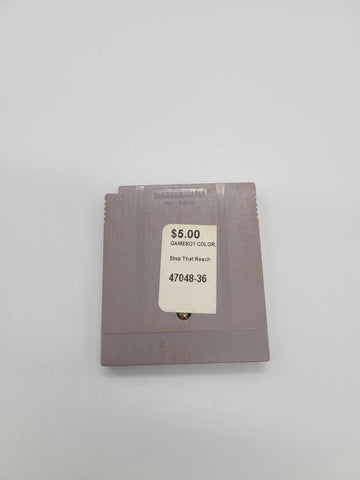 $5.00
GAMEBOY COLOR,
Stop That Roach
47048-36